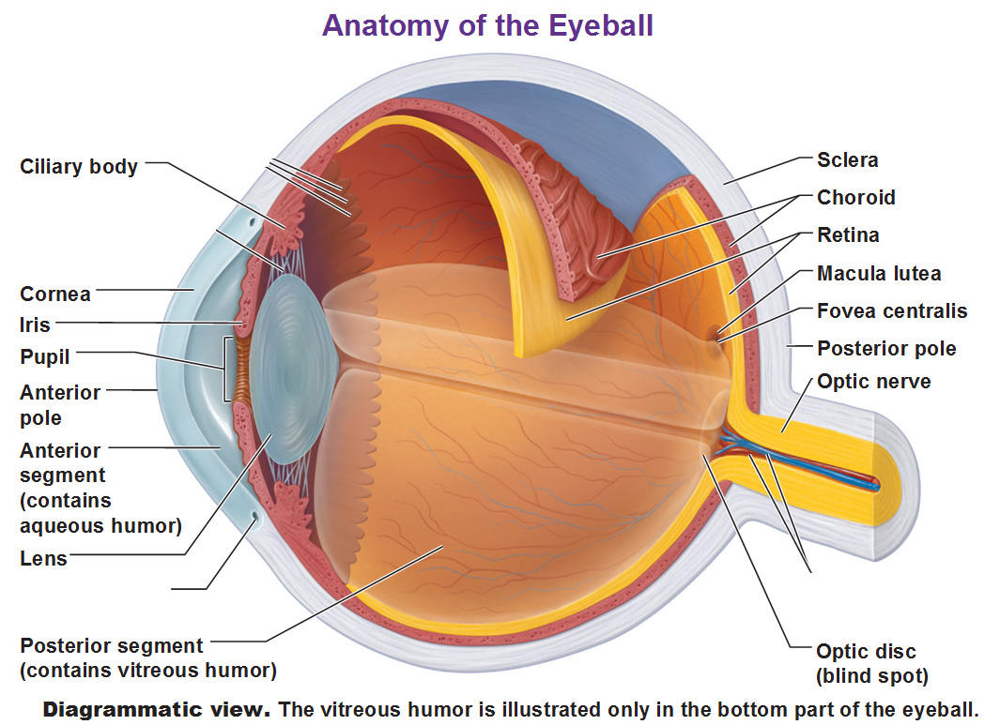 Anatomy of the Eyeball
Ciliary body
Cornea
Iris
Pupil
Anterior
pole
Anterior
segment
(contains
aqueous humor)
Lens
Posterior segment
(contains vitreous humor)
Sclera
Choroid
Retina
Macula lutea
Fovea centralis
Posterior pole
Optic nerve
Optic disc
(blind spot)
Diagrammatic view. The vitreous humor is illustrated only in the bottom part of the eyeball.